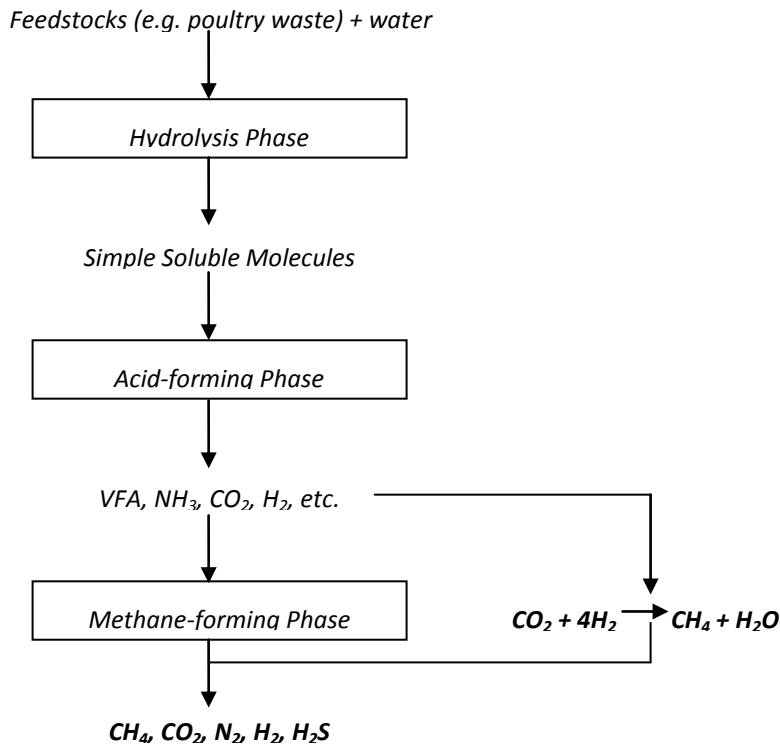 Feedstocks (e.g. poultry waste) + water
Hydrolysis Phase
Simple Soluble Molecules
Acid-forming Phase
VFA, NH₃, CO₂, H₂, etc.
Methane-forming Phase
CO₂ + 4H₂ → CH₄ + H₂O
CH₄, CO₂, N₂, H₂, H₂S